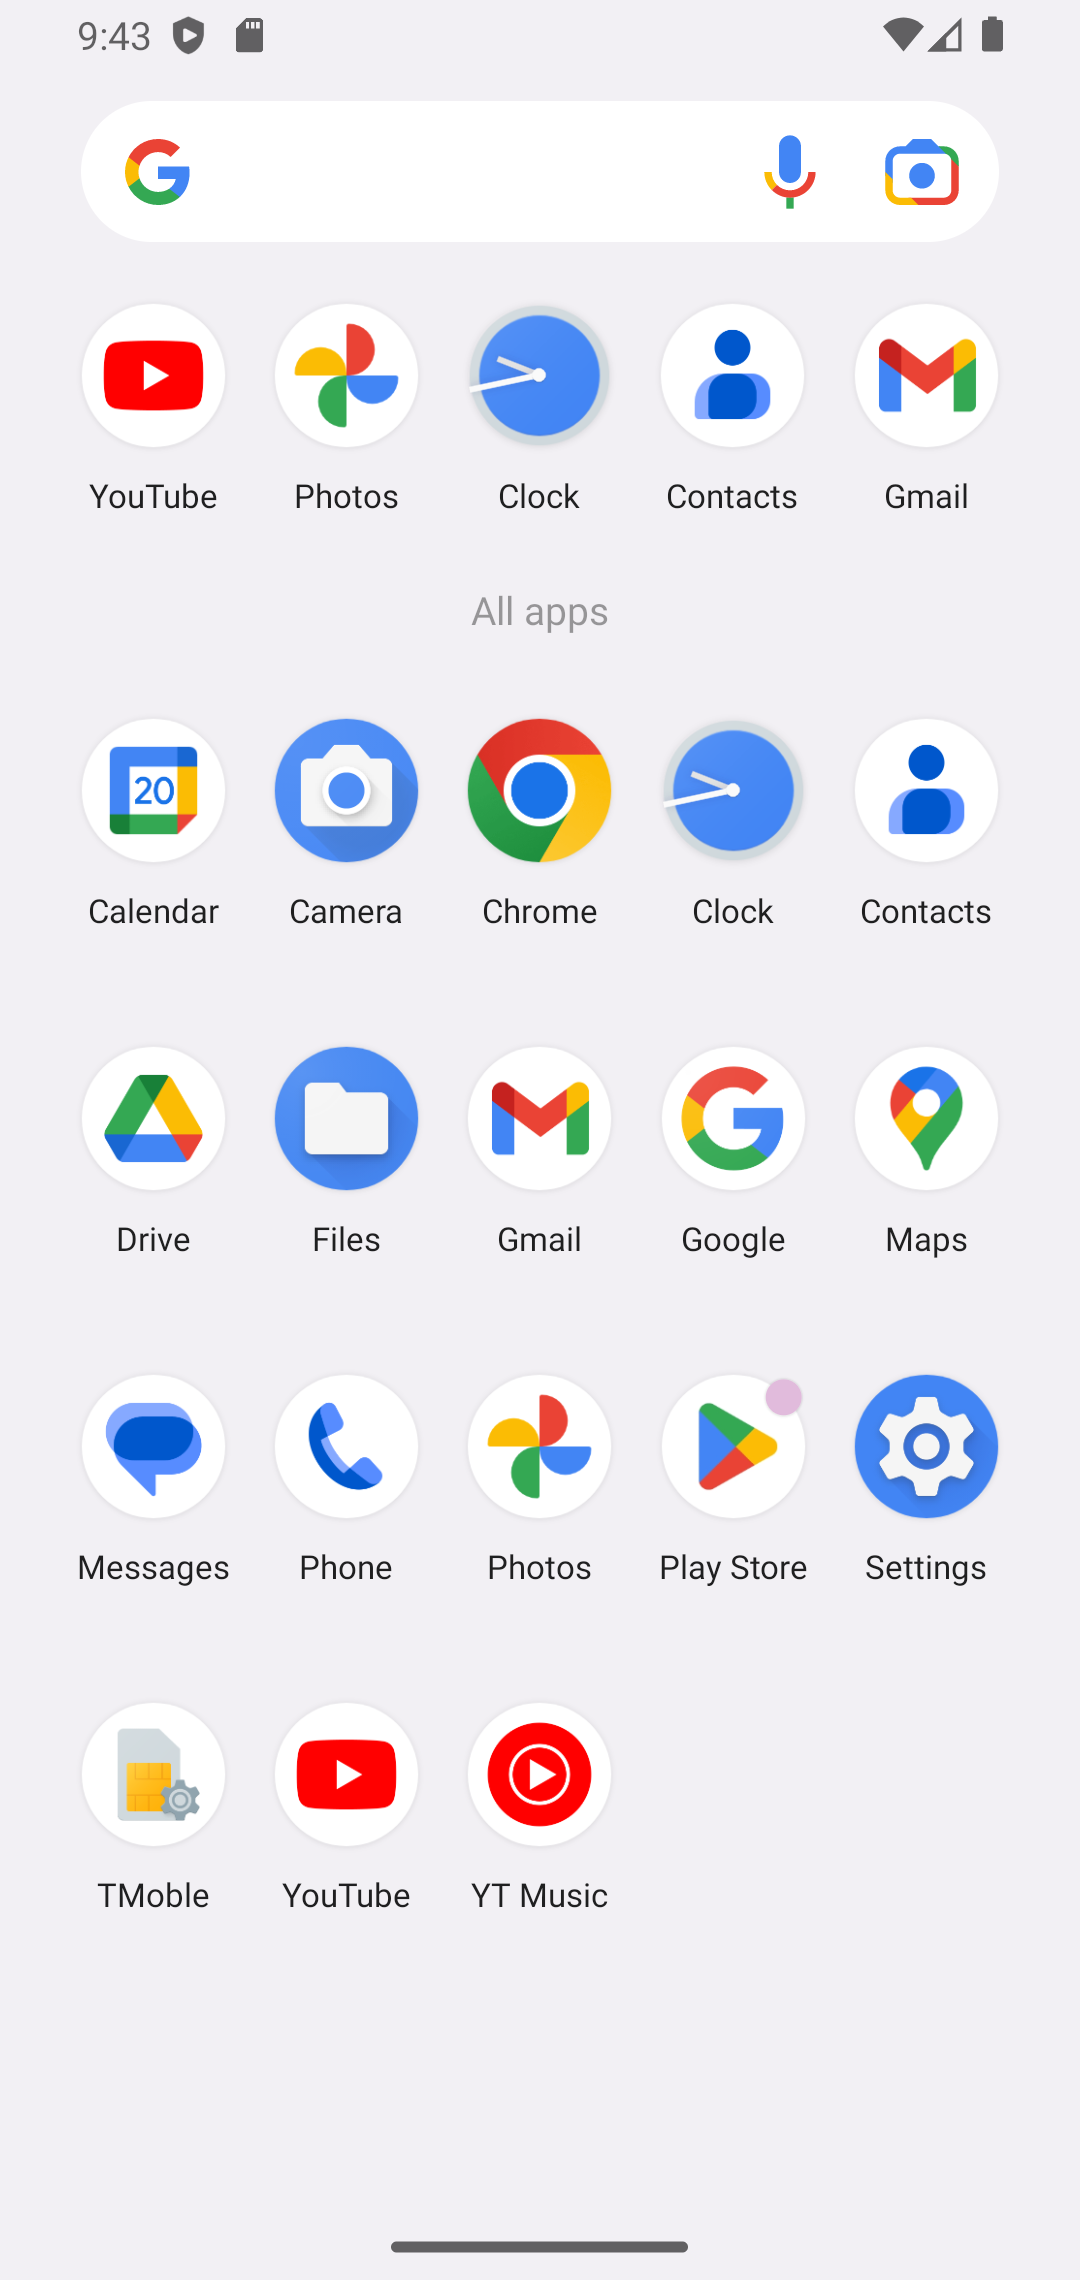 9:43
YouTube Photos Clock Contacts Gmail
All apps
20
Calendar Camera Chrome Clock Contacts
Drive Files Gmail Google Maps
Messages Phone Photos Play Store Settings
TMoble YouTube YT Music